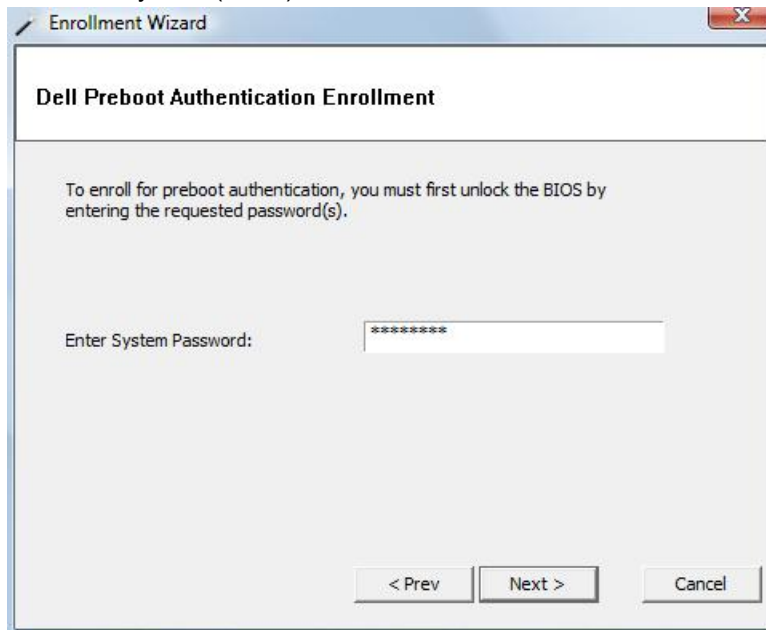 Enrollment Wizard
Dell Preboot Authentication Enrollment
To enroll for preboot authentication, you must first unlock the BIOS by
entering the requested password(s).
Enter System Password: ********
< Prev Next > Cancel